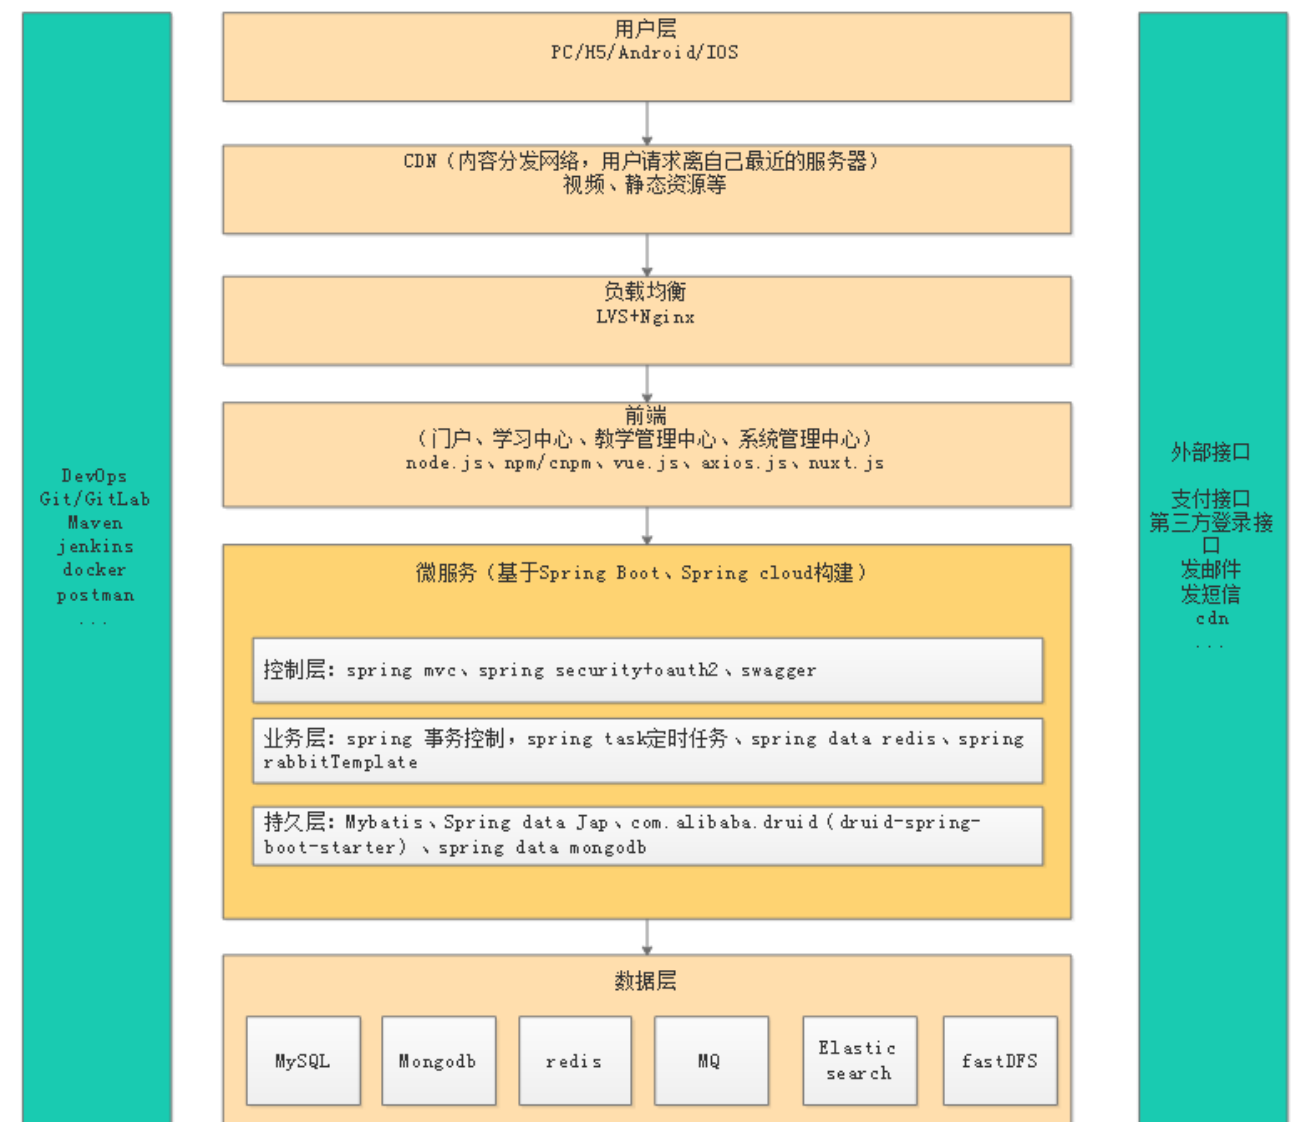 用户层
PC/H5/Android/IOS
CDN（内容分发网络，用户请求离自己最近的服务器）
视频、静态资源等
负载均衡
LVS+Nginx
前端
（门户、学习中心、教学管理中心、系统管理中心）
node.js、npm/cnpm、vue.js、axios.js、nuxt.js
微服务（基于Spring Boot、Spring cloud构建）
控制层：spring mvc、spring security+oauth2、swagger
业务层：spring 事务控制，spring task定时任务、spring data redis、spring
rabbitTemplate
持久层：Mybatis、Spring data Jap、com.alibaba.druid（druid-spring-
boot-starter）、spring data mongodb
数据层
MySQL
Mongodb
redis
MQ
Elastic
search
fastDFS
DevOps
Git/GitLab
Maven
jenkins
docker
postman
...
外部接口
支付接口
第三方登录接
口
发邮件
发短信
cdn
...